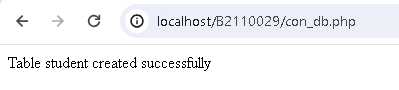 localhost/B2110029/con_db.php
Table student created successfully